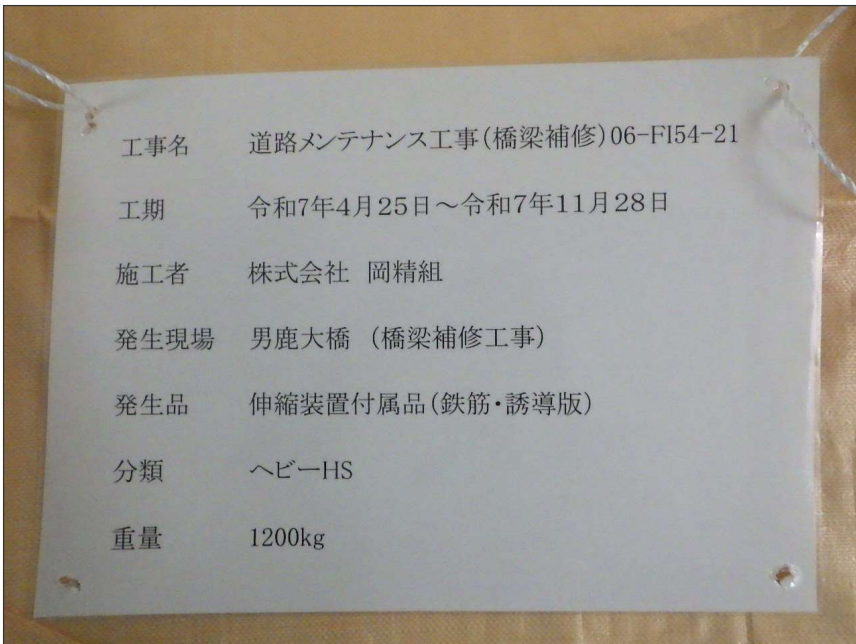 工事名 道路メンテナンス工事(橋梁補修)06-FI54-21
工期 令和7年4月25日～令和7年11月28日
施工者 株式会社 岡精組
発生現場 男鹿大橋 (橋梁補修工事)
発生品 伸縮装置付属品(鉄筋・誘導版)
分類 ヘビーHS
重量 1200kg